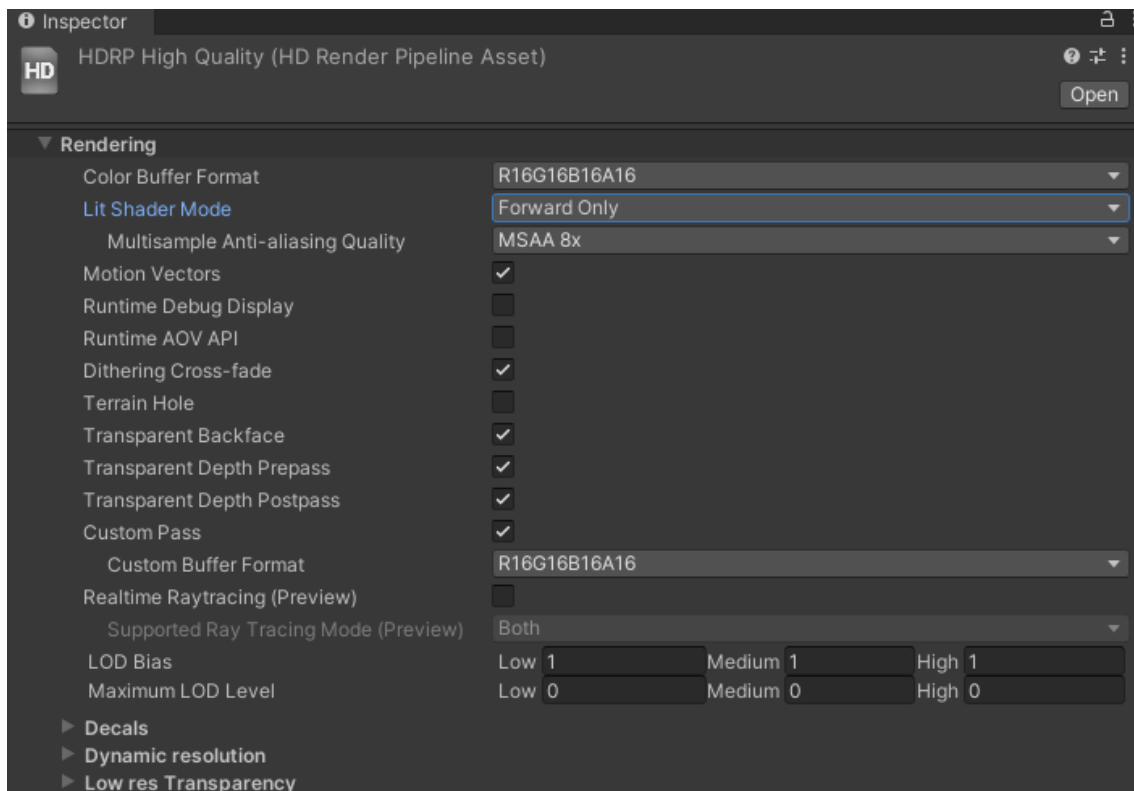 Inspector
HD
HDRP High Quality (HD Render Pipeline Asset)
Open
Rendering
Color Buffer Format R16G16B16A16
Lit Shader Mode Forward Only
Multisample Anti-aliasing Quality MSAA 8x
Motion Vectors
Runtime Debug Display
Runtime AOV API
Dithering Cross-fade
Terrain Hole
Transparent Backface
Transparent Depth Prepass
Transparent Depth Postpass
Custom Pass
Custom Buffer Format R16G16B16A16
Realtime Raytracing (Preview)
Supported Ray Tracing Mode (Preview) Both
LOD Bias Low 1 Medium 1 High 1
Maximum LOD Level Low 0 Medium 0 High 0
Decals
Dynamic resolution
Low res Transparency